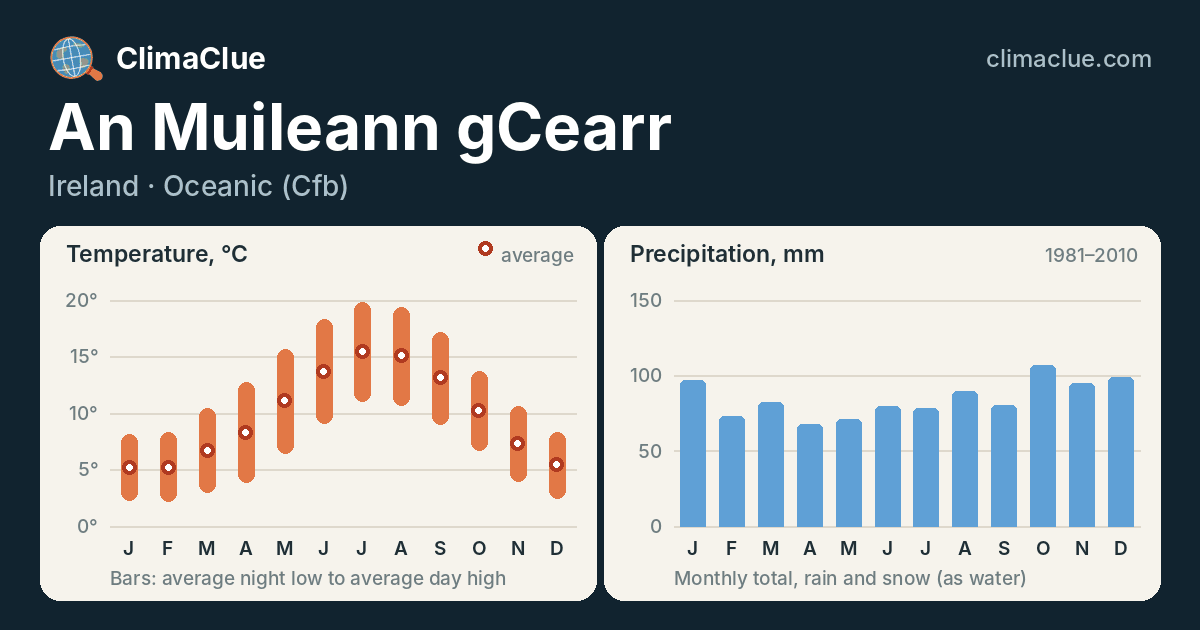 ClimaClue
climaclue.com
An Muileann gCearr
Ireland · Oceanic (Cfb)
Temperature, °C
average
20°
15°
10°
5°
0°
J F M A M J J A S O N D
Bars: average night low to average day high
Precipitation, mm
1981–2010
150
100
50
0
J F M A M J J A S O N D
Monthly total, rain and snow (as water)